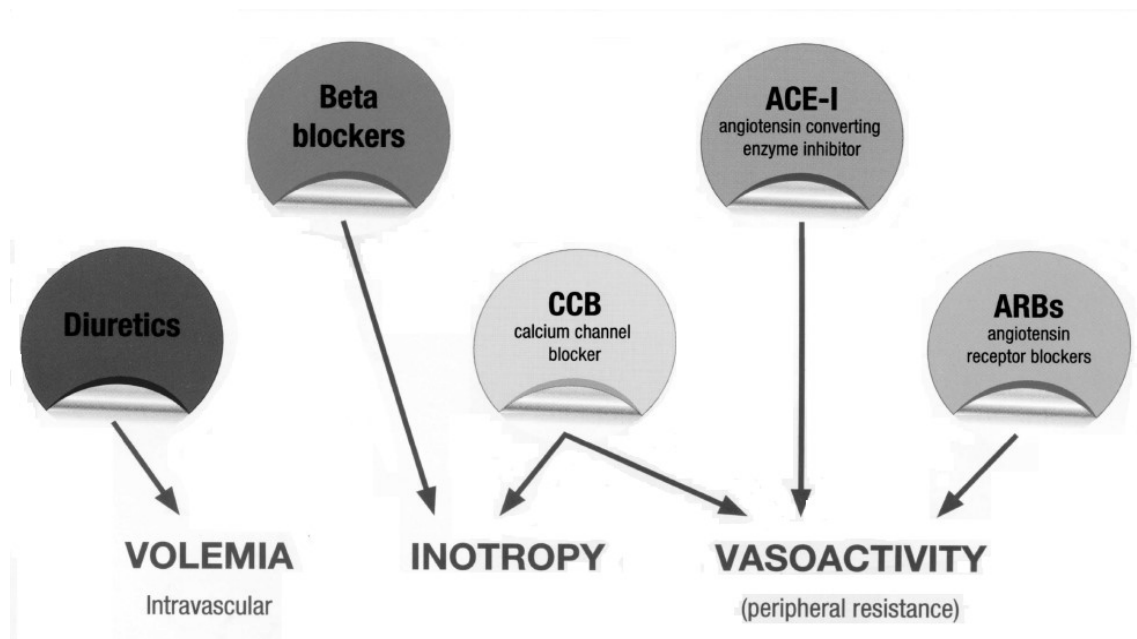 Beta
blockers
ACE-I
angiotensin converting
enzyme inhibitor
Diuretics
CCB
calcium channel
blocker
ARBs
angiotensin
receptor blockers
VOLEMIA
Intravascular
INOTROPY
VASOACTIVITY
(peripheral resistance)